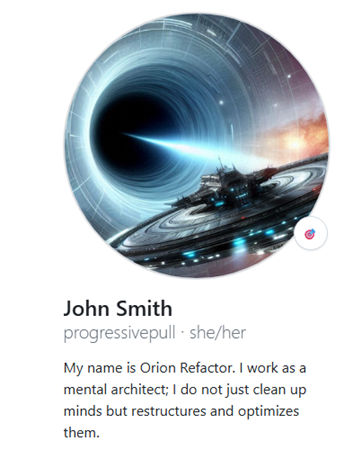 John Smith
progressivepull · she/her
My name is Orion Refactor. I work as a
mental architect; I do not just clean up
minds but restructures and optimizes
them.